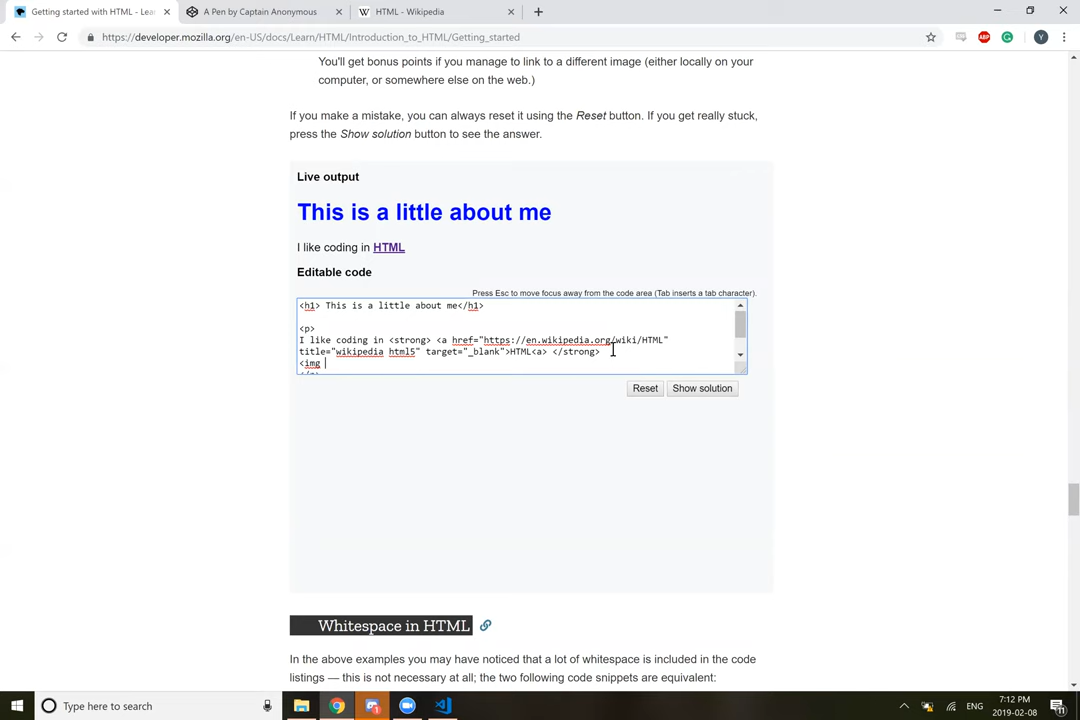 Getting started with HTML - Lea
A Pen by Captain Anonymous
HTML - Wikipedia
https://developer.mozilla.org/en-US/docs/Learn/HTML/Introduction_to_HTML/Getting_started
You'll get bonus points if you manage to link to a different image (either locally on your
computer, or somewhere else on the web.)
If you make a mistake, you can always reset it using the Reset button. If you get really stuck,
press the Show solution button to see the answer.
Live output
This is a little about me
I like coding in HTML
Editable code
Press Esc to move focus away from the code area (Tab inserts a tab character).
<h1> This is a little about me</h1>
<p>
I like coding in <strong> <a href="https://en.wikipedia.org/wiki/HTML"
title="wikipedia html5" target="_blank">HTML<a> </strong>
<img
Reset Show solution
Whitespace in HTML
In the above examples you may have noticed that a lot of whitespace is included in the code
listings — this is not necessary at all; the two following code snippets are equivalent:
Type here to search
ENG
7:12 PM
2019-02-08